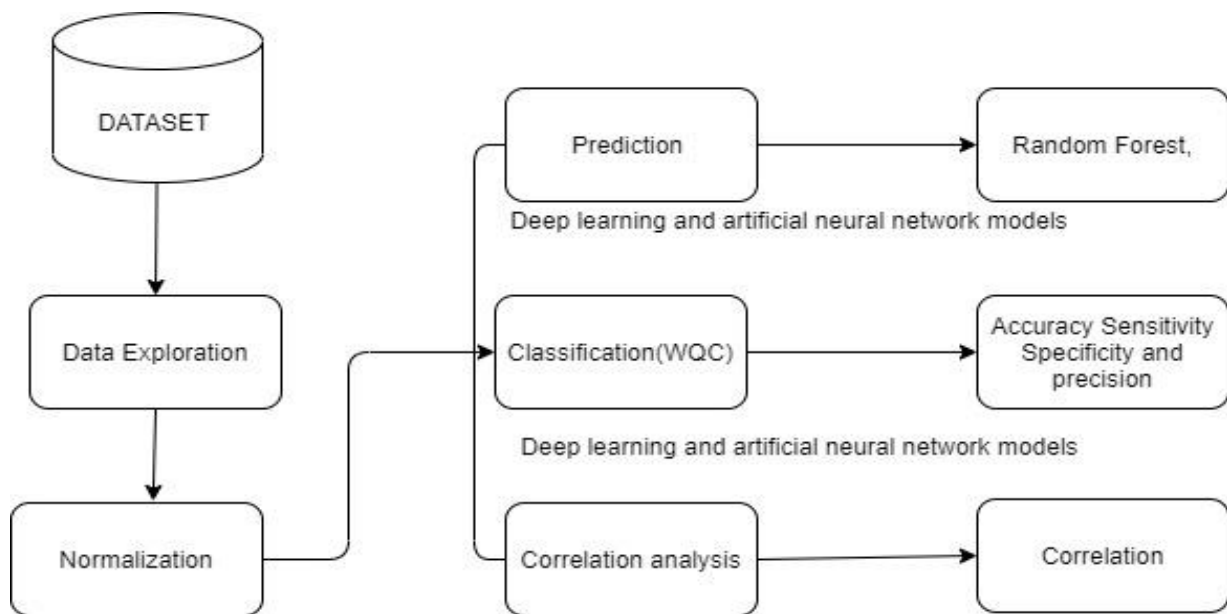 DATASET
Data Exploration
Normalization
Prediction
Random Forest,
Deep learning and artificial neural network models
Classification(WQC)
Accuracy Sensitivity
Specificity and
precision
Deep learning and artificial neural network models
Correlation analysis
Correlation